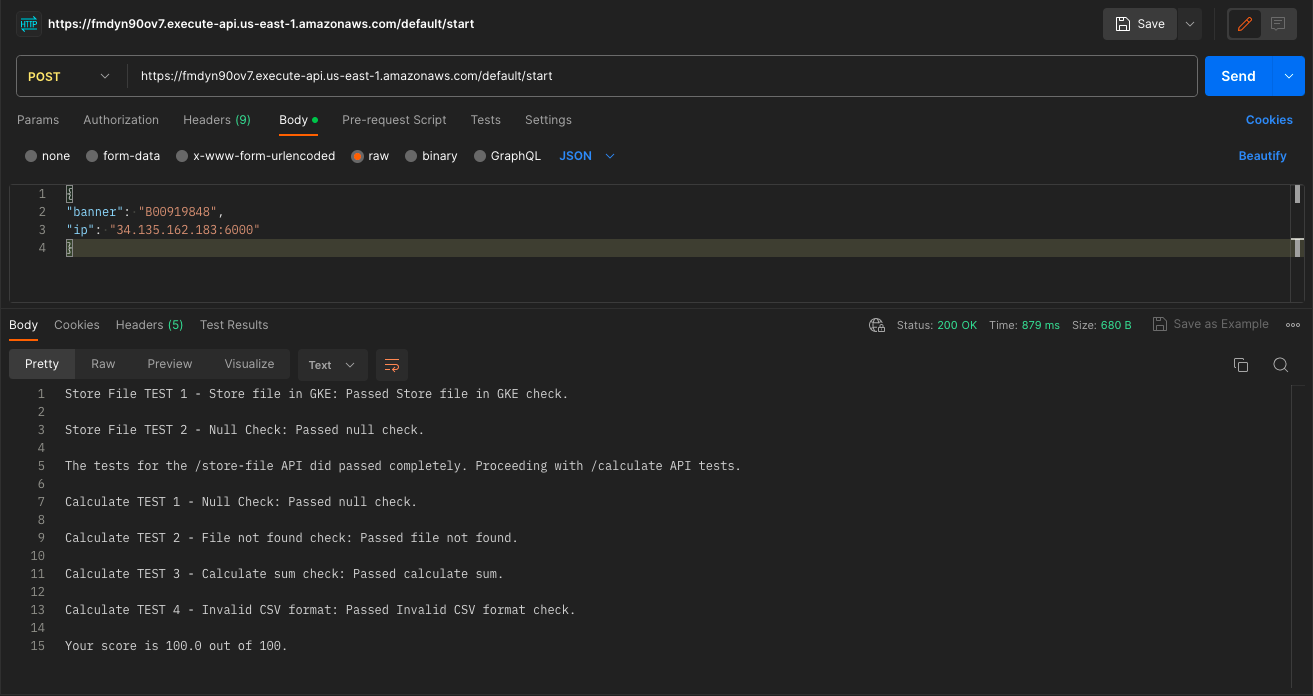 HTTP https://fmdyn90ov7.execute-api.us-east-1.amazonaws.com/default/start Save
POST https://fmdyn90ov7.execute-api.us-east-1.amazonaws.com/default/start Send
Params Authorization Headers (9) Body Pre-request Script Tests Settings Cookies
none form-data x-www-form-urlencoded raw binary GraphQL JSON Beautify
1 {
2 "banner": "B00919848",
3 "ip": "34.135.162.183:6000"
4 }
Body Cookies Headers (5) Test Results Status: 200 OK Time: 879 ms Size: 680 B Save as Example
Pretty Raw Preview Visualize Text
1 Store File TEST 1 - Store file in GKE: Passed Store file in GKE check.
2
3 Store File TEST 2 - Null Check: Passed null check.
4
5 The tests for the /store-file API did passed completely. Proceeding with /calculate API tests.
6
7 Calculate TEST 1 - Null Check: Passed null check.
8
9 Calculate TEST 2 - File not found check: Passed file not found.
10
11 Calculate TEST 3 - Calculate sum check: Passed calculate sum.
12
13 Calculate TEST 4 - Invalid CSV format: Passed Invalid CSV format check.
14
15 Your score is 100.0 out of 100.